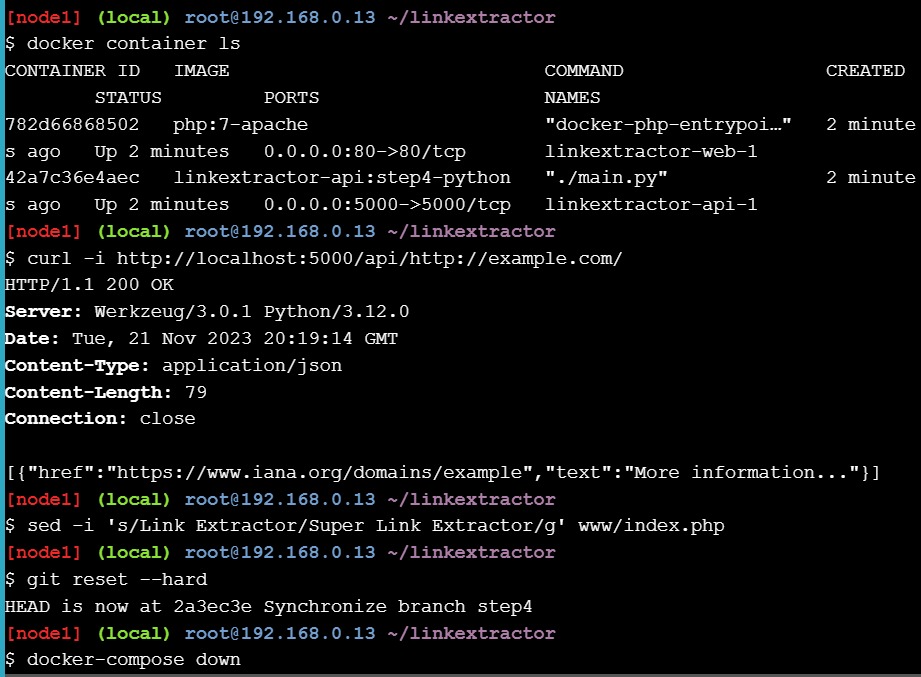 [node1] (local) root@192.168.0.13 ~/linkextractor
$ docker container ls
CONTAINER ID   IMAGE                            COMMAND                  CREATED
        STATUS         PORTS                    NAMES
782d66868502   php:7-apache                     "docker-php-entrypoi…"   2 minute
s ago   Up 2 minutes   0.0.0.0:80->80/tcp       linkextractor-web-1
42a7c36e4aec   linkextractor-api:step4-python   "./main.py"              2 minute
s ago   Up 2 minutes   0.0.0.0:5000->5000/tcp   linkextractor-api-1
[node1] (local) root@192.168.0.13 ~/linkextractor
$ curl -i http://localhost:5000/api/http://example.com/
HTTP/1.1 200 OK
Server: Werkzeug/3.0.1 Python/3.12.0
Date: Tue, 21 Nov 2023 20:19:14 GMT
Content-Type: application/json
Content-Length: 79
Connection: close

[{"href":"https://www.iana.org/domains/example","text":"More information..."}]
[node1] (local) root@192.168.0.13 ~/linkextractor
$ sed -i 's/Link Extractor/Super Link Extractor/g' www/index.php
[node1] (local) root@192.168.0.13 ~/linkextractor
$ git reset --hard
HEAD is now at 2a3ec3e Synchronize branch step4
[node1] (local) root@192.168.0.13 ~/linkextractor
$ docker-compose down